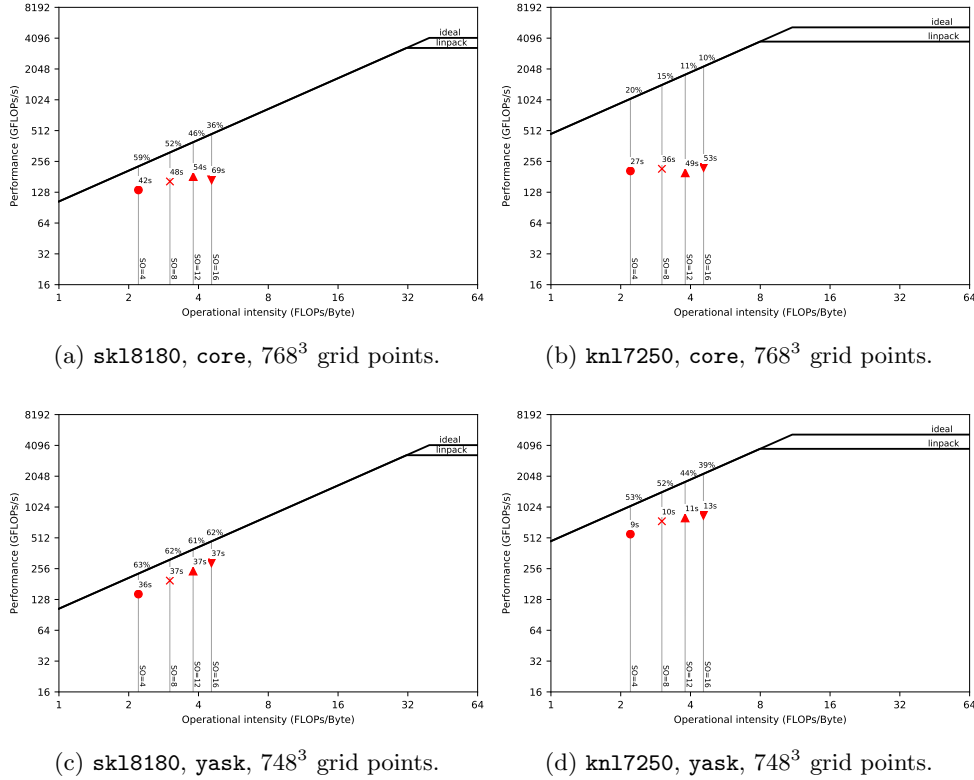 8192
4096
2048
1024
512
256
128
64
32
16
Performance (GFLOPs/s)
ideal
linpack
59%
52%
46%
36%
42s
48s
54s
69s
SO=4
SO=8
SO=12
SO=16
1 2 4 8 16 32 64
Operational intensity (FLOPs/Byte)
(a) skl8180, core, 768³ grid points.
8192
4096
2048
1024
512
256
128
64
32
16
Performance (GFLOPs/s)
ideal
linpack
20%
15%
11%
10%
27s
36s
49s
53s
SO=4
SO=8
SO=12
SO=16
1 2 4 8 16 32 64
Operational intensity (FLOPs/Byte)
(b) knl7250, core, 768³ grid points.
8192
4096
2048
1024
512
256
128
64
32
16
Performance (GFLOPs/s)
ideal
linpack
63%
62%
61%
62%
36s
37s
37s
37s
SO=4
SO=8
SO=12
SO=16
1 2 4 8 16 32 64
Operational intensity (FLOPs/Byte)
(c) skl8180, yask, 748³ grid points.
8192
4096
2048
1024
512
256
128
64
32
16
Performance (GFLOPs/s)
ideal
linpack
53%
52%
44%
39%
9s
10s
11s
13s
SO=4
SO=8
SO=12
SO=16
1 2 4 8 16 32 64
Operational intensity (FLOPs/Byte)
(d) knl7250, yask, 748³ grid points.